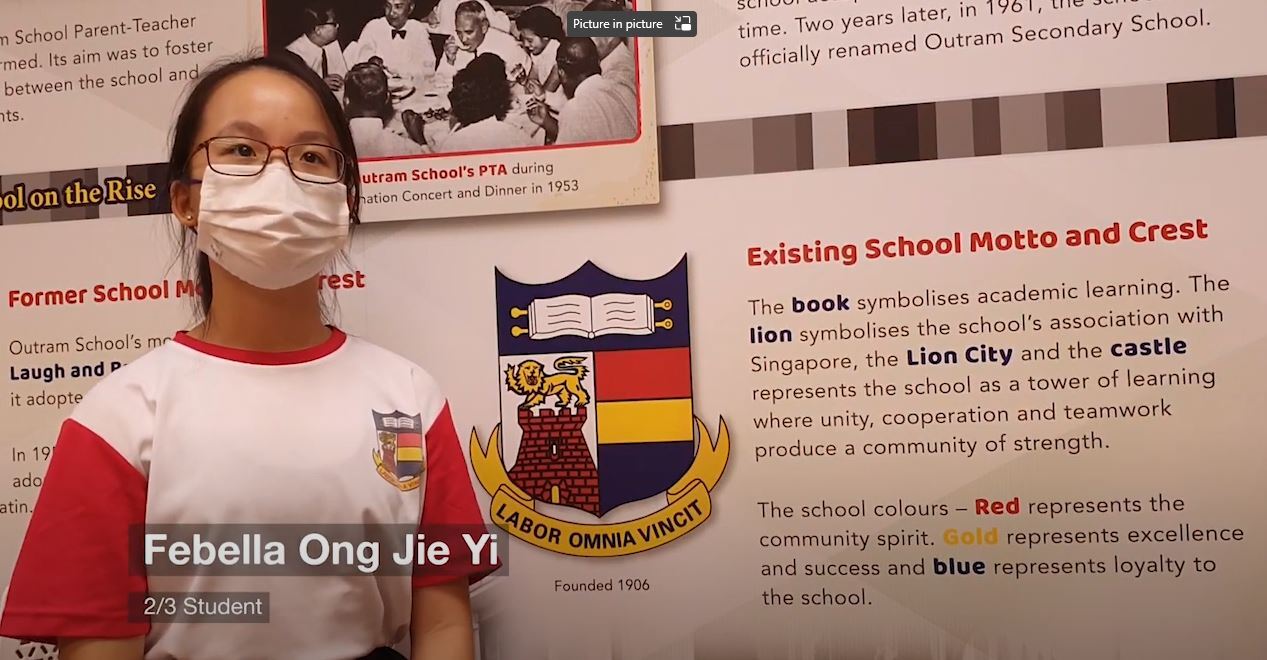 m School Parent-Teacher
rmed. Its aim was to foster
between the school and
nts.
Picture in picture
time. Two years later, in 1961, the
officially renamed Outram Secondary School.
ool on the Rise
utram School's PTA during
nation Concert and Dinner in 1953
Former School M rest
Outram School's mo
Laugh and
it adopte
In 19
ado
atin.
LABOR OMNIA VINCIT
Founded 1906
Existing School Motto and Crest
The book symbolises academic learning. The
lion symbolises the school's association with
Singapore, the Lion City and the castle
represents the school as a tower of learning
where unity, cooperation and teamwork
produce a community of strength.
The school colours – Red represents the
community spirit. Gold represents excellence
and success and blue represents loyalty to
the school.
Febella Ong Jie Yi
2/3 Student